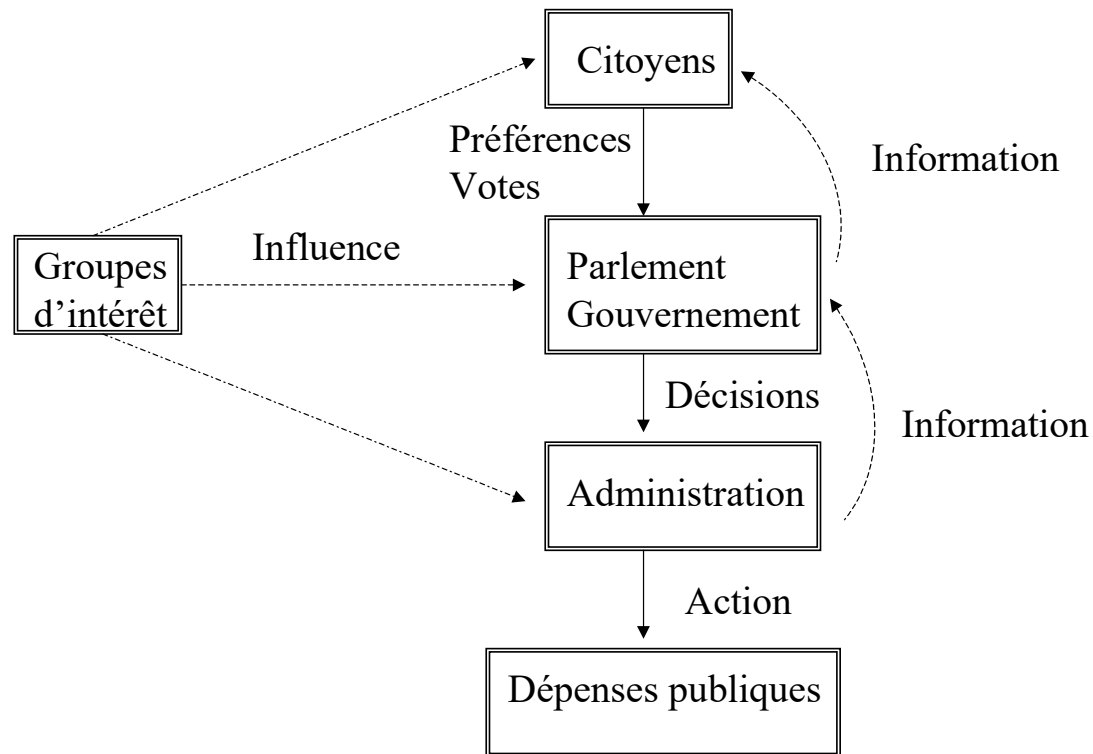 Citoyens
Préférences
Votes
Information
Influence
Groupes
d’intérêt
Parlement
Gouvernement
Décisions
Information
Administration
Action
Dépenses publiques